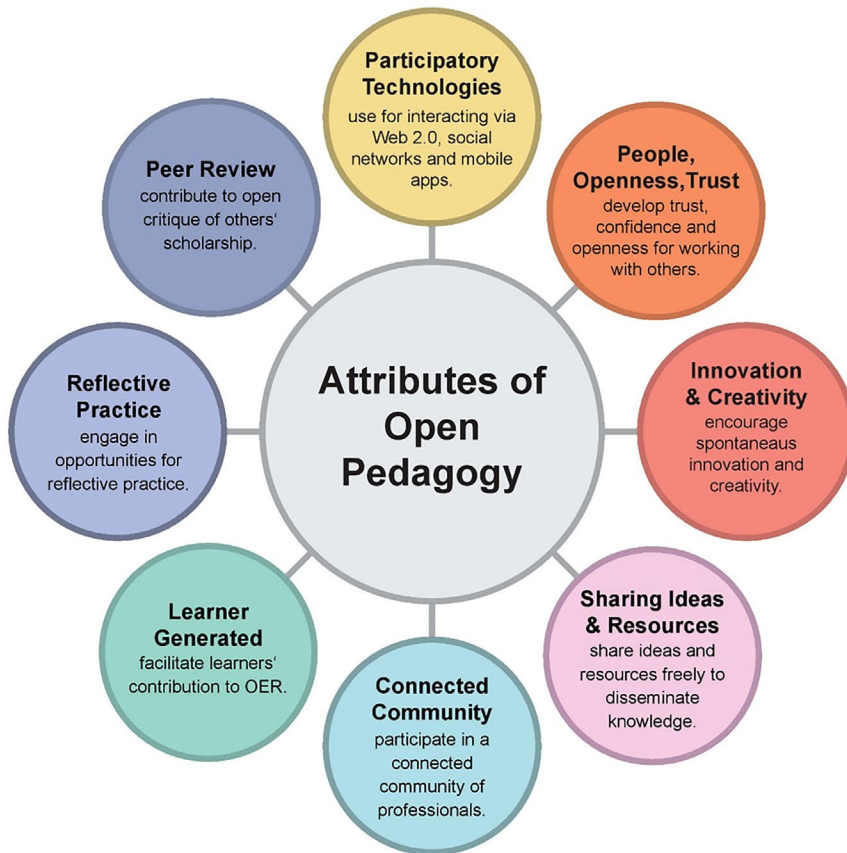 Attributes of
Open
Pedagogy
Participatory
Technologies
use for interacting via
Web 2.0, social
networks and mobile
apps.
People,
Openness,Trust
develop trust,
confidence and
openness for working
with others.
Innovation
& Creativity
encourage
spontaneaus
innovation and
creativity.
Sharing Ideas
& Resources
share ideas and
resources freely to
disseminate
knowledge.
Connected
Community
participate in a
connected
community of
professionals.
Learner
Generated
facilitate learners‘
contribution to OER.
Reflective
Practice
engage in
opportunities for
reflective practice.
Peer Review
contribute to open
critique of others‘
scholarship.